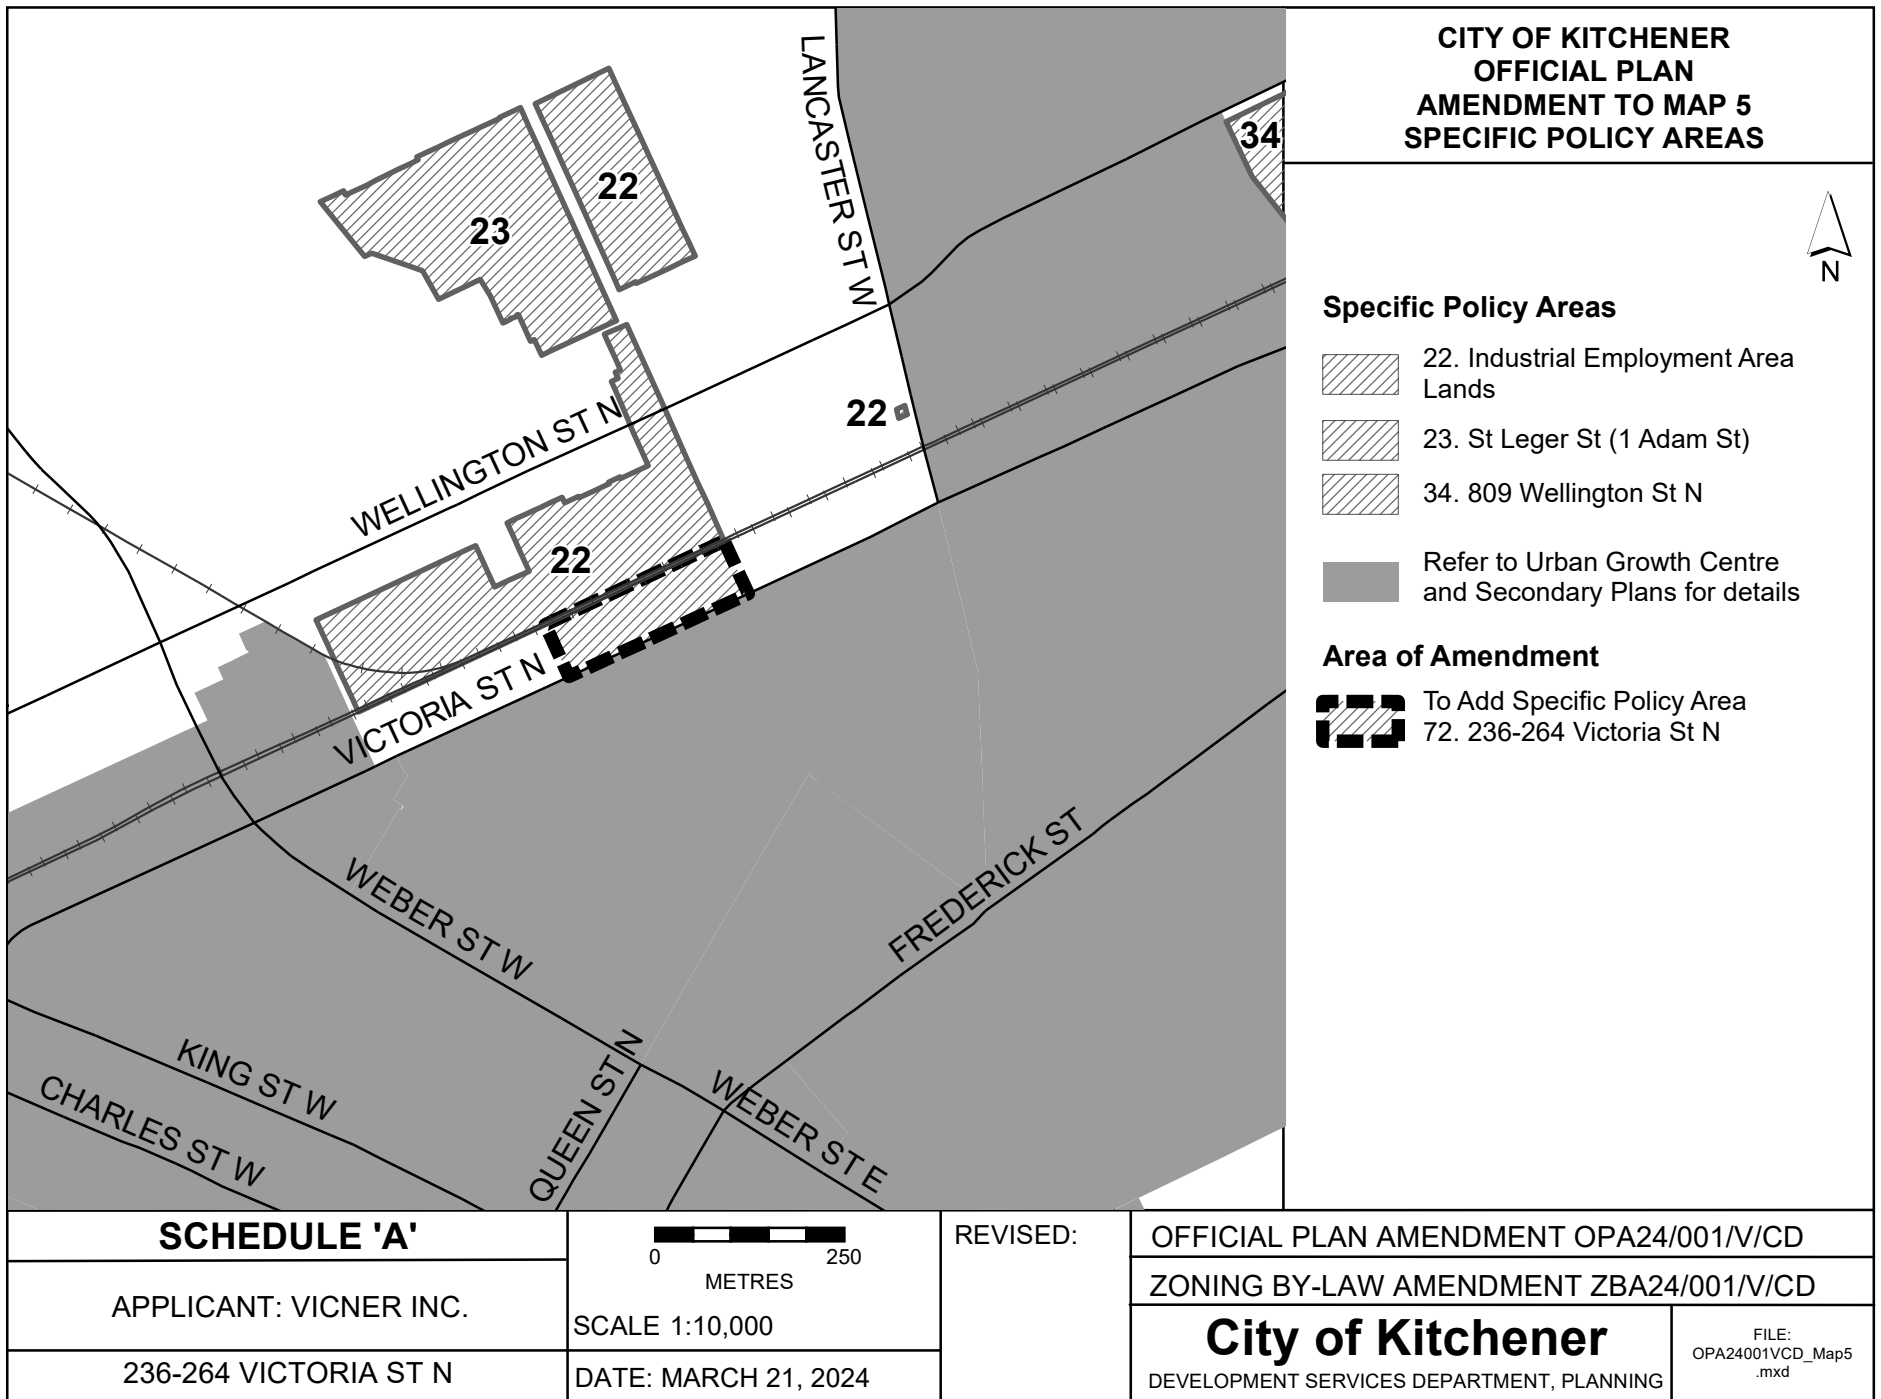 CITY OF KITCHENER
OFFICIAL PLAN
AMENDMENT TO MAP 5
SPECIFIC POLICY AREAS
N
Specific Policy Areas
22. Industrial Employment Area
Lands
23. St Leger St (1 Adam St)
34. 809 Wellington St N
Refer to Urban Growth Centre
and Secondary Plans for details
Area of Amendment
To Add Specific Policy Area
72. 236-264 Victoria St N
LANCASTER ST W
34
22
23
22
WELLINGTON ST N
22
VICTORIA ST N
FREDERICK ST
WEBER ST W
KING ST W
CHARLES ST W
QUEEN ST N
WEBER ST E
SCHEDULE 'A'
APPLICANT: VICNER INC.
236-264 VICTORIA ST N
0 250
METRES
SCALE 1:10,000
DATE: MARCH 21, 2024
REVISED:
OFFICIAL PLAN AMENDMENT OPA24/001/V/CD
ZONING BY-LAW AMENDMENT ZBA24/001/V/CD
City of Kitchener
DEVELOPMENT SERVICES DEPARTMENT, PLANNING
FILE:
OPA24001VCD_Map5
.mxd